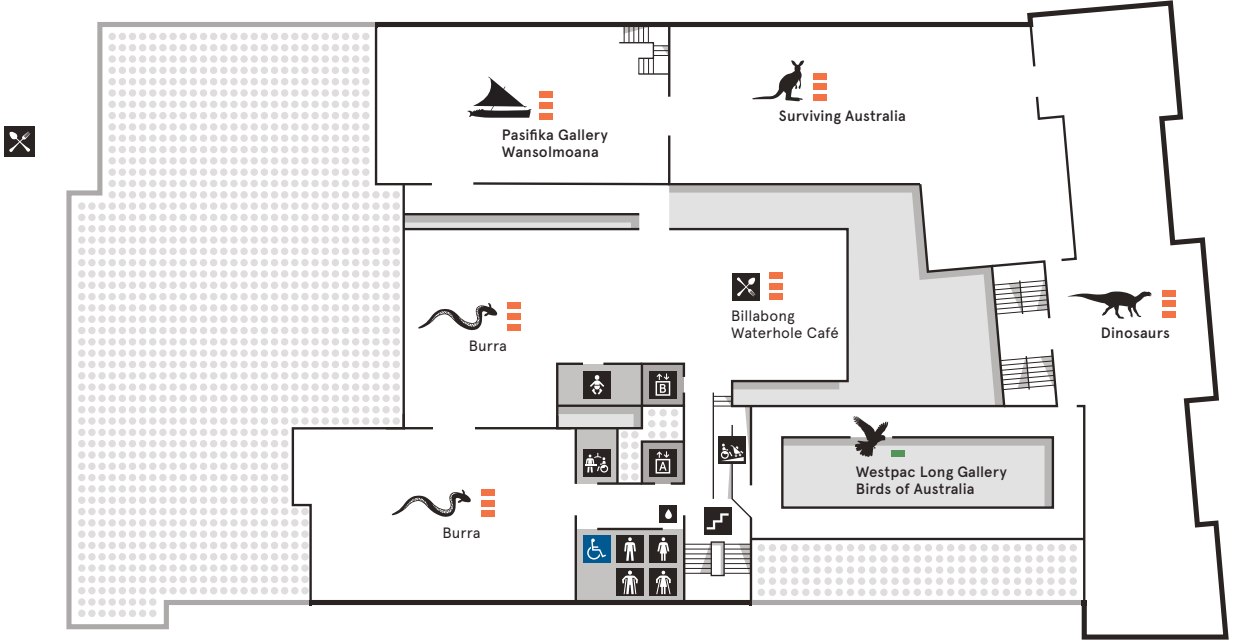 Surviving Australia
Pasifika Gallery
Wansolmoana
Billabong
Waterhole Café
Dinosaurs
Burra
B
A
Westpac Long Gallery
Birds of Australia
Burra